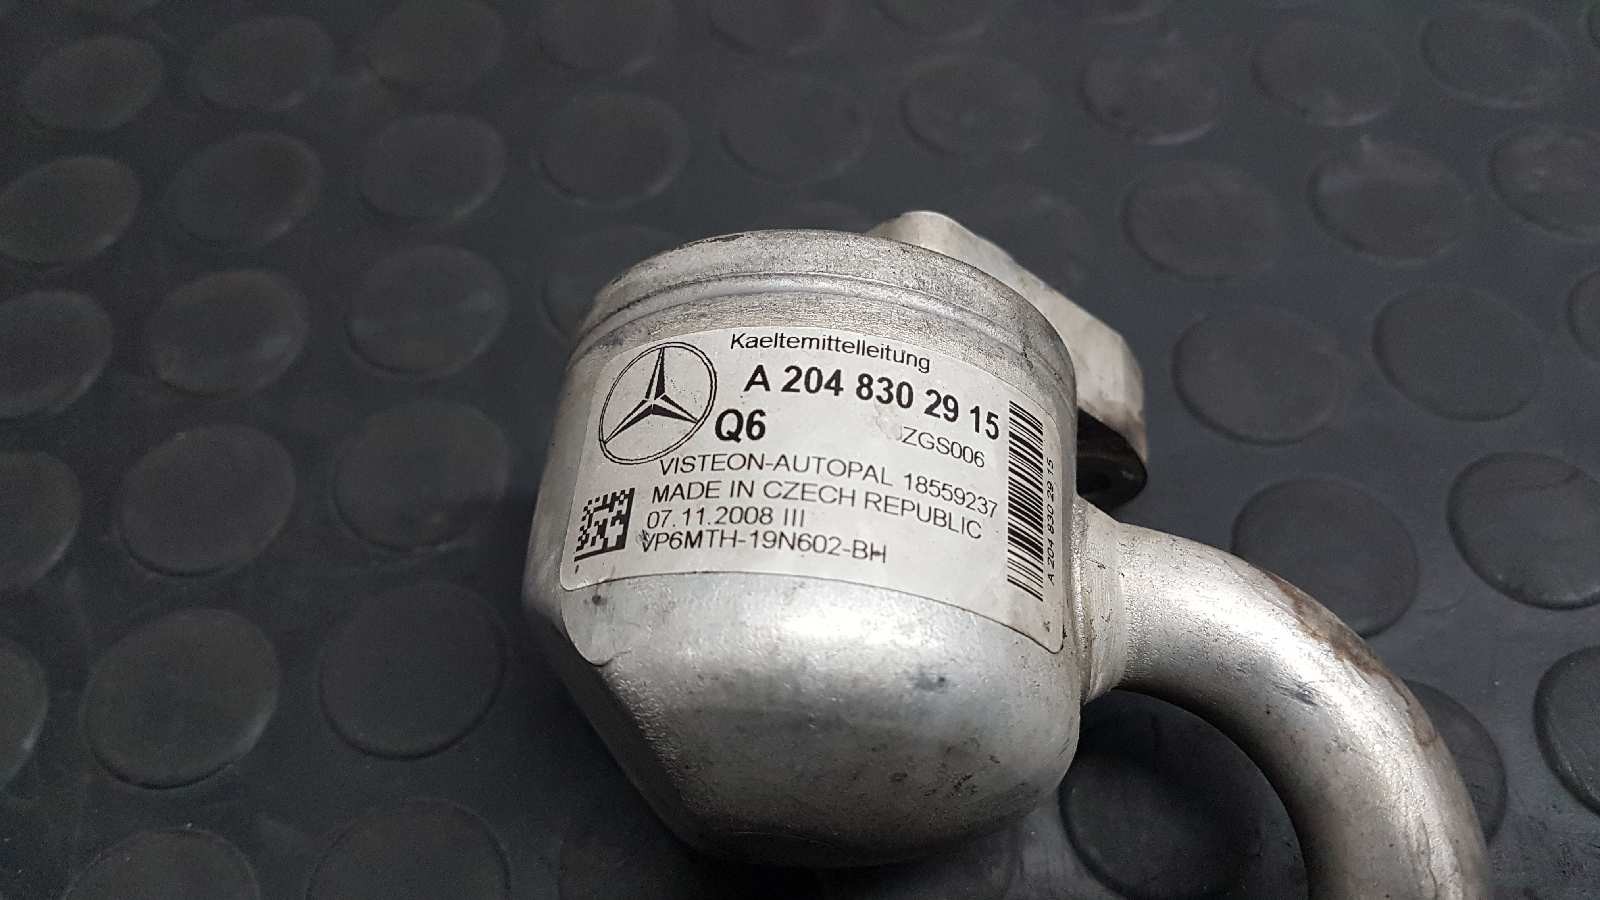 Kaeltemittelleitung
A 204 830 29 15
Q6
ZGS006
VISTEON-AUTOPAL 18559237
MADE IN CZECH REPUBLIC
07.11.2008 III
VP6MTH-19N602-BH
A 204 830 29 15